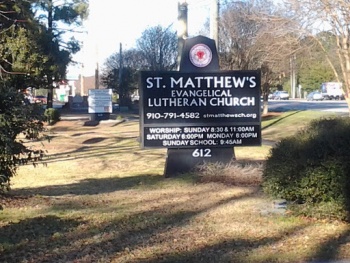 ST. MATTHEW'S
EVANGELICAL
LUTHERAN CHURCH
910-791-4582 stmatthewsch.org
WORSHIP: SUNDAY 8:30 & 11:00AM
SATURDAY 6:00PM MONDAY 6:00PM
SUNDAY SCHOOL: 9:45AM
612